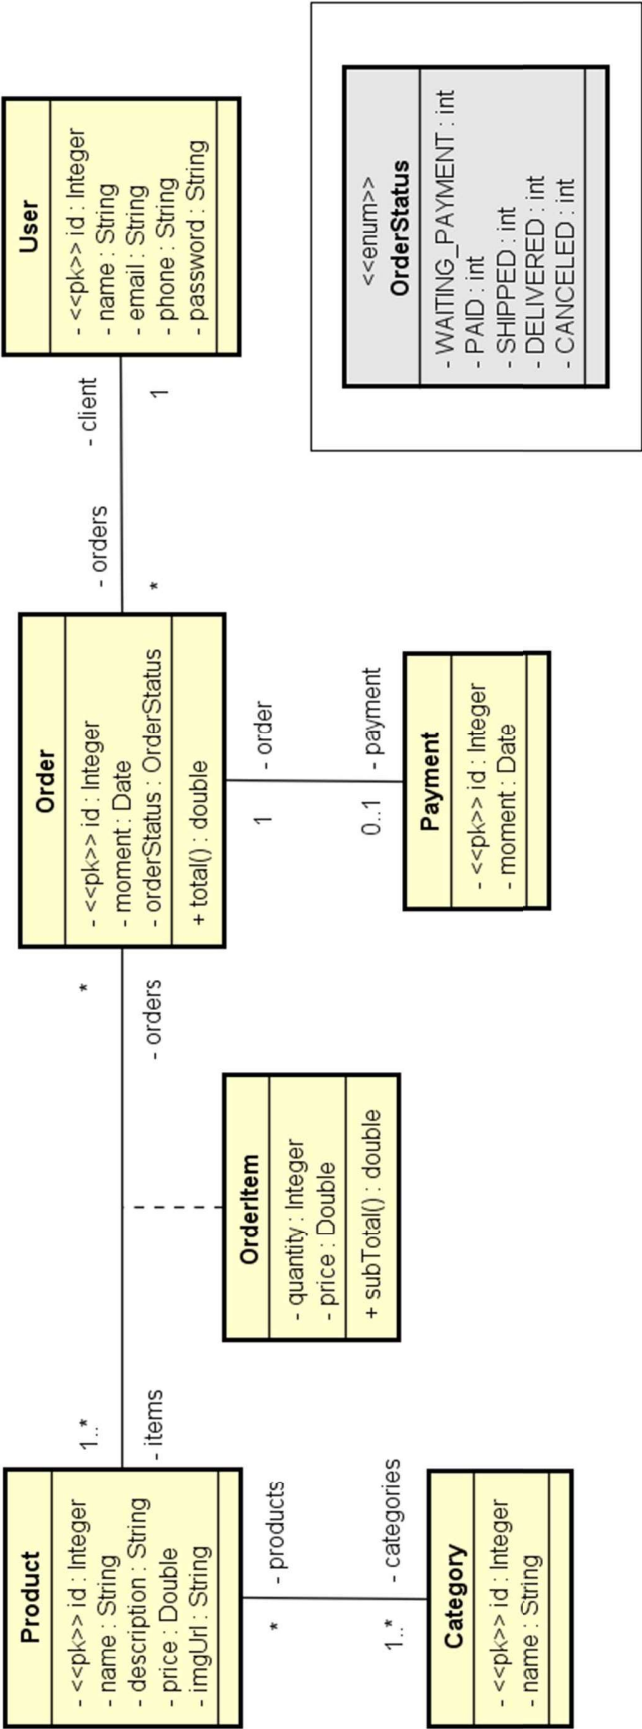 Product
- <<pk>> id : Integer
- name : String
- description : String
- price : Double
- imgUrl : String
1..*
- items
*
- orders
Order
- <<pk>> id : Integer
- moment : Date
- orderStatus : OrderStatus
+ total() : double
- orders
*
- client
1
User
- <<pk>> id : Integer
- name : String
- email : String
- phone : String
- password : String
*
- products
1..*
- categories
Category
- <<pk>> id : Integer
- name : String
OrderItem
- quantity : Integer
- price : Double
+ subTotal() : double
1
- order
0..1
- payment
Payment
- <<pk>> id : Integer
- moment : Date
<<enum>>
OrderStatus
- WAITING_PAYMENT : int
- PAID : int
- SHIPPED : int
- DELIVERED : int
- CANCELED : int